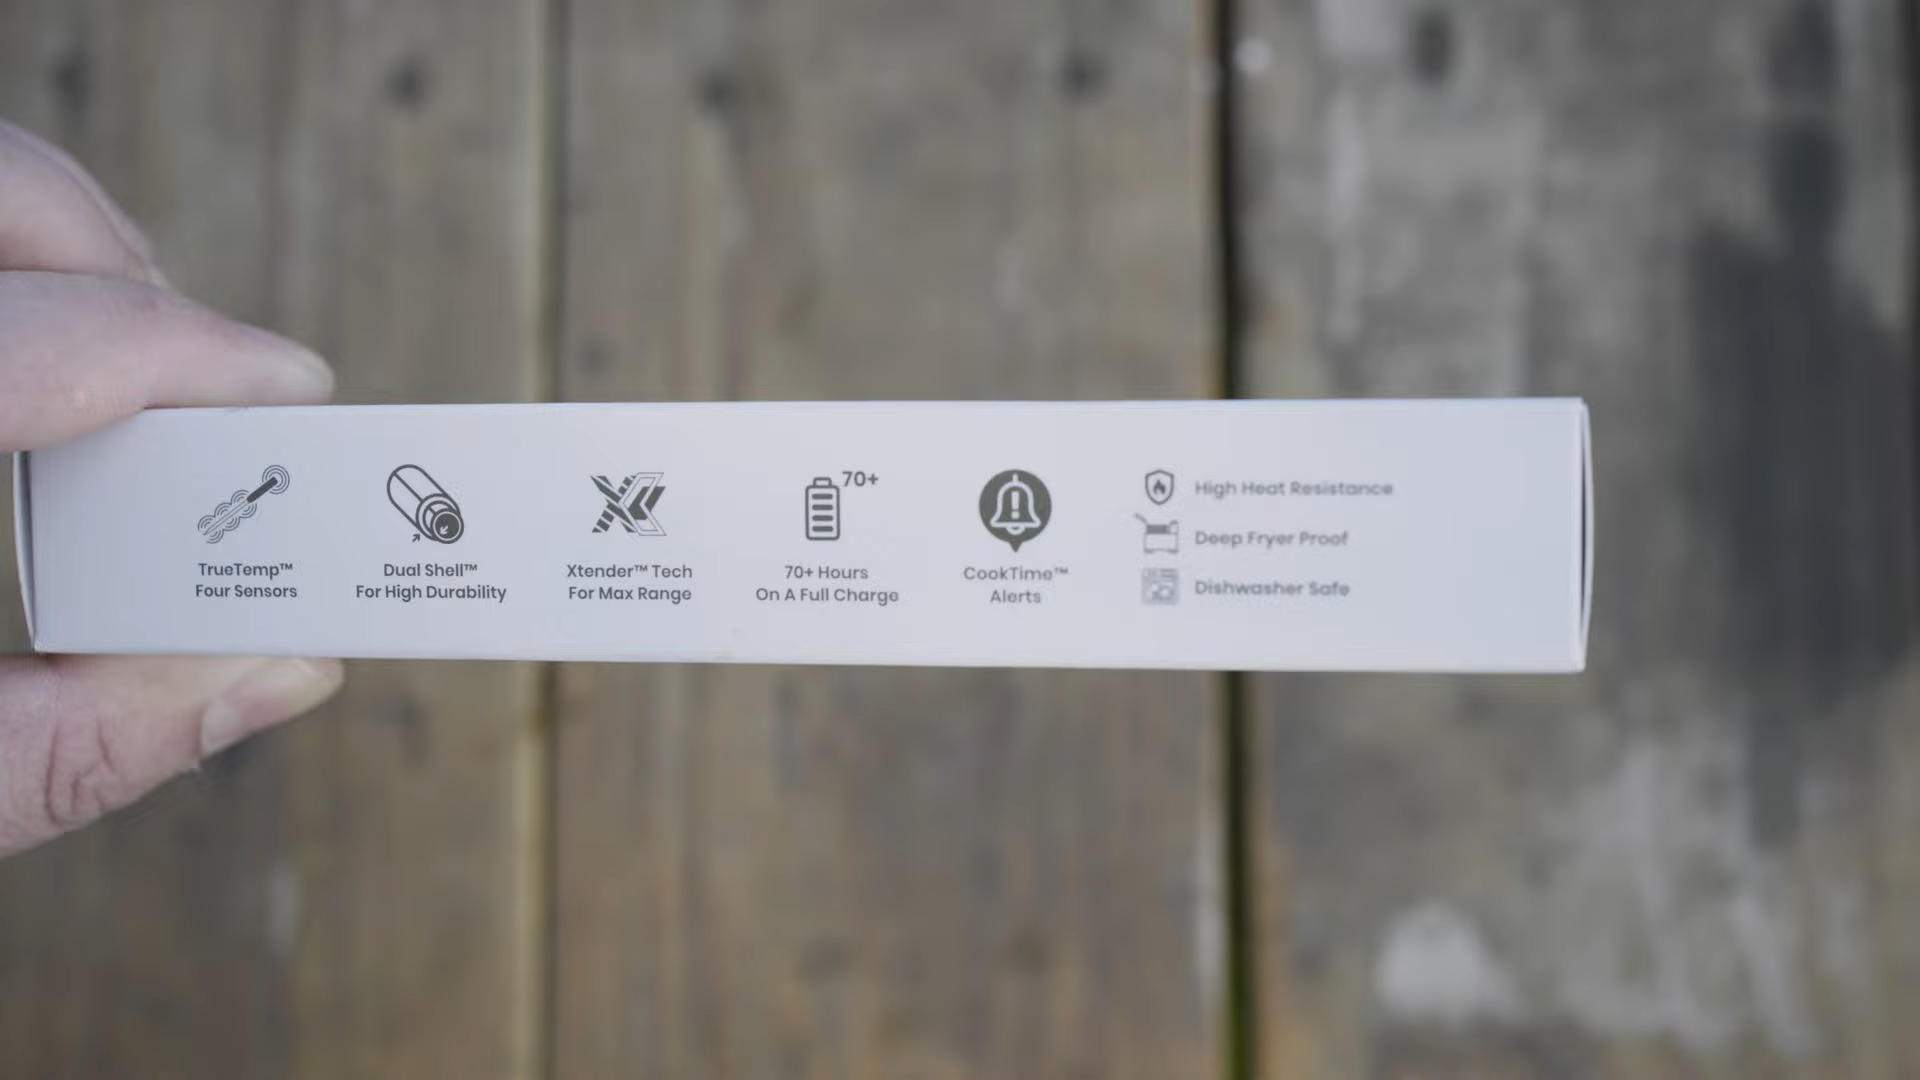 TrueTemp™
Four Sensors
Dual Shell™
For High Durability
Xtender™ Tech
For Max Range
70+
70+ Hours
On A Full Charge
CookTime™
Alerts
High Heat Resistance
Deep Fryer Proof
Dishwasher Safe